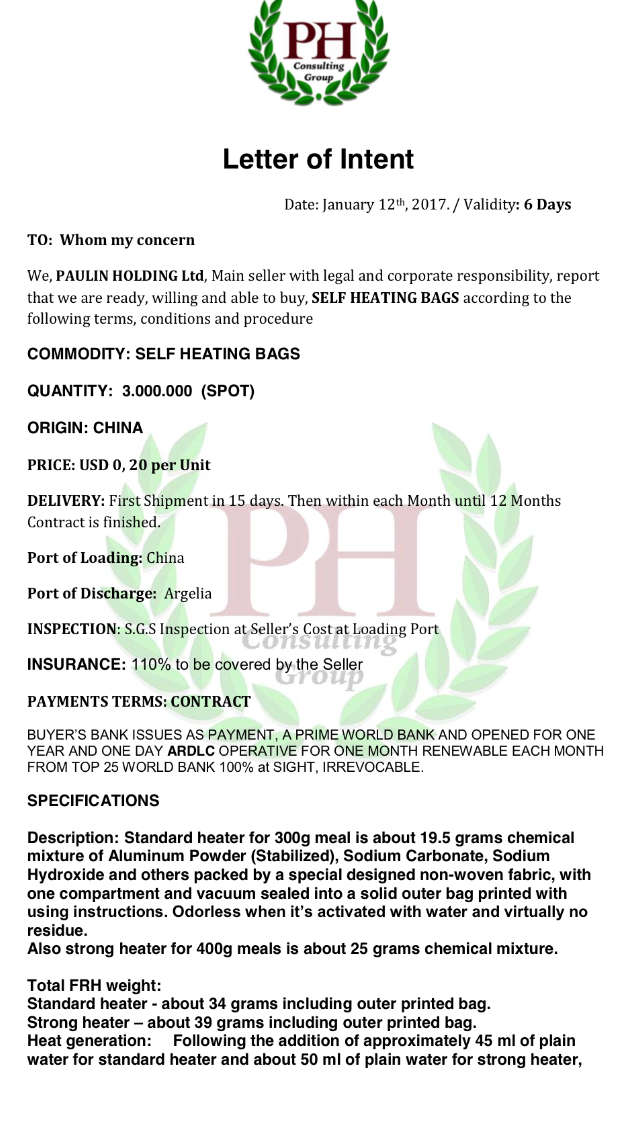 PH
Consulting
Group
Letter of Intent
Date: January 12th, 2017. / Validity: 6 Days
TO: Whom my concern
We, PAULIN HOLDING Ltd, Main seller with legal and corporate responsibility, report
that we are ready, willing and able to buy, SELF HEATING BAGS according to the
following terms, conditions and procedure
COMMODITY: SELF HEATING BAGS
QUANTITY: 3.000.000 (SPOT)
ORIGIN: CHINA
PRICE: USD 0, 20 per Unit
DELIVERY: First Shipment in 15 days. Then within each Month until 12 Months
Contract is finished.
Port of Loading: China
Port of Discharge: Argelia
INSPECTION: S.G.S Inspection at Seller's Cost at Loading Port
INSURANCE: 110% to be covered by the Seller
PAYMENTS TERMS: CONTRACT
BUYER'S BANK ISSUES AS PAYMENT, A PRIME WORLD BANK AND OPENED FOR ONE
YEAR AND ONE DAY ARDLC OPERATIVE FOR ONE MONTH RENEWABLE EACH MONTH
FROM TOP 25 WORLD BANK 100% at SIGHT, IRREVOCABLE.
SPECIFICATIONS
Description: Standard heater for 300g meal is about 19.5 grams chemical
mixture of Aluminum Powder (Stabilized), Sodium Carbonate, Sodium
Hydroxide and others packed by a special designed non-woven fabric, with
one compartment and vacuum sealed into a solid outer bag printed with
using instructions. Odorless when it's activated with water and virtually no
residue.
Also strong heater for 400g meals is about 25 grams chemical mixture.
Total FRH weight:
Standard heater - about 34 grams including outer printed bag.
Strong heater – about 39 grams including outer printed bag.
Heat generation: Following the addition of approximately 45 ml of plain
water for standard heater and about 50 ml of plain water for strong heater,
PH
Consulting
Group